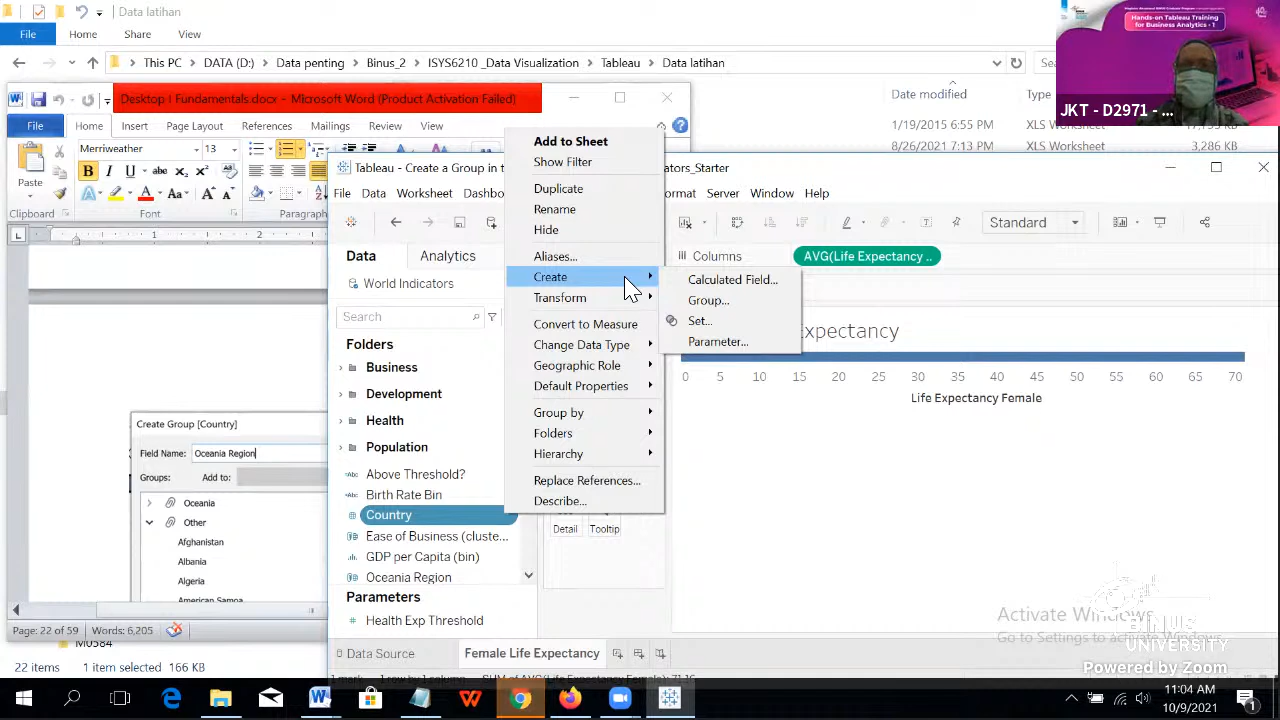 Data latihan
File Home Share View
This PC DATA (D:) Data penting Binus_2 ISYS6210 _Data Visualization Tableau Data latihan
Date modified Type
1/19/2015 6:55 PM XLS Worksheet
8/26/2021 7:13 PM XLS Worksheet 3,286 KB
Hands-on Tableau Training
for Business Analytics - 1
JKT - D2971 - ...
Desktop I Fundamentals.docx - Microsoft Word (Product Activation Failed)
File Home Insert Page Layout References Mailings Review View
Merriweather 13
Paste
Clipboard
Page: 22 of 59 Words: 6,205
22 items 1 item selected 166 KB
Create Group [Country]
Field Name: Oceania Region
Groups: Add to:
Oceania
Other
Afghanistan
Albania
Algeria
American Samoa
Tableau - Create a Group in t
ators_Starter
File Data Worksheet Dashb
ormat Server Window Help
Standard
Data Analytics
World Indicators
Search
Folders
Business
Development
Health
Population
Above Threshold?
Birth Rate Bin
Country
Ease of Business (cluste...
GDP per Capita (bin)
Oceania Region
Parameters
Health Exp Threshold
Add to Sheet
Show Filter
Duplicate
Rename
Hide
Aliases...
Create
Transform
Convert to Measure
Change Data Type
Geographic Role
Default Properties
Group by
Folders
Hierarchy
Replace References...
Describe...
Calculated Field...
Group...
Set...
Parameter...
Columns AVG(Life Expectancy ..
Expectancy
0 5 10 15 20 25 30 35 40 45 50 55 60 65 70
Life Expectancy Female
Detail Tooltip
Activate Windows
Go to Settings to activate Windows.
BINUS
UNIVERSITY
Powered by Zoom
Data Source Female Life Expectancy
11:04 AM
10/9/2021
1